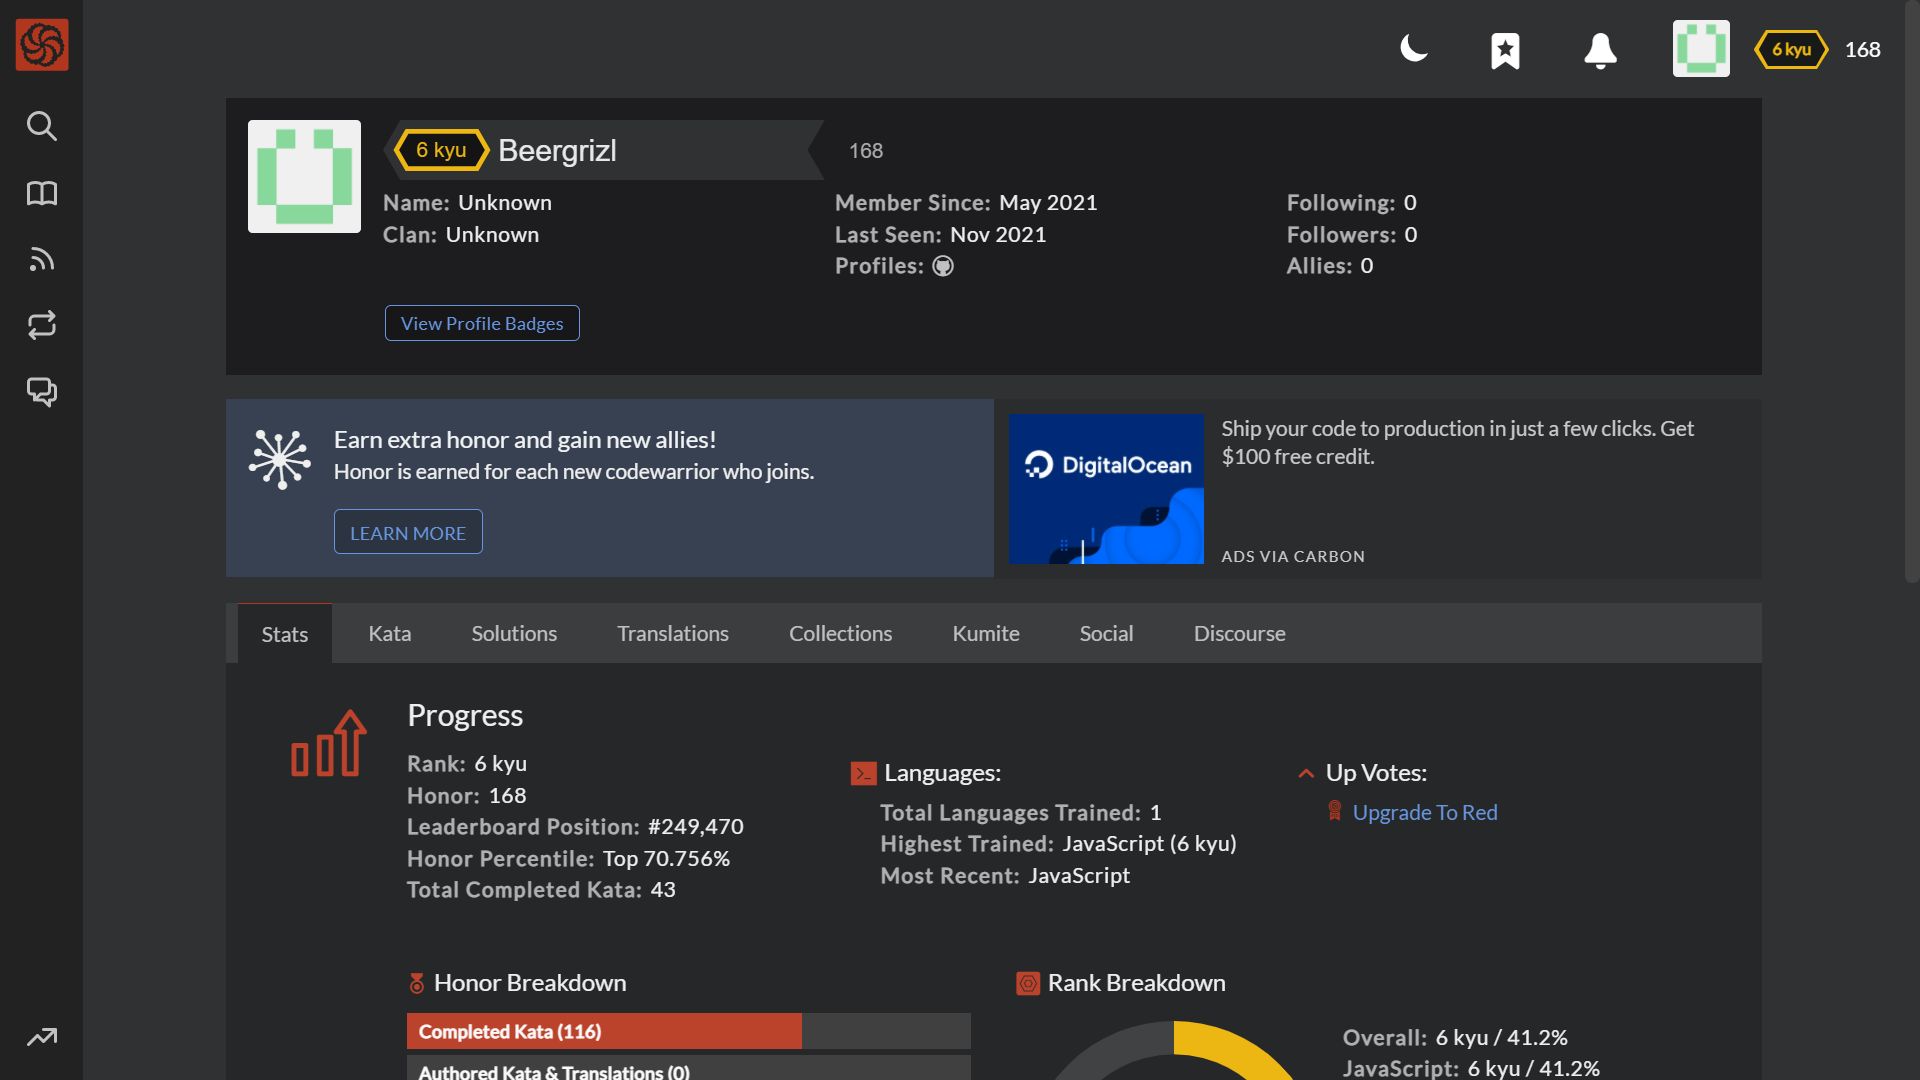 6 kyu 168
6 kyu Beergrizl 168
Name: Unknown
Clan: Unknown
Member Since: May 2021
Last Seen: Nov 2021
Profiles:
Following: 0
Followers: 0
Allies: 0
View Profile Badges
Earn extra honor and gain new allies!
Honor is earned for each new codewarrior who joins.
LEARN MORE
DigitalOcean
Ship your code to production in just a few clicks. Get
$100 free credit.
ADS VIA CARBON
Stats Kata Solutions Translations Collections Kumite Social Discourse
Progress
Rank: 6 kyu
Honor: 168
Leaderboard Position: #249,470
Honor Percentile: Top 70.756%
Total Completed Kata: 43
Languages:
Total Languages Trained: 1
Highest Trained: JavaScript (6 kyu)
Most Recent: JavaScript
Up Votes:
Upgrade To Red
Honor Breakdown
Completed Kata (116)
Authored Kata & Translations (0)
Rank Breakdown
Overall: 6 kyu / 41.2%
JavaScript: 6 kyu / 41.2%